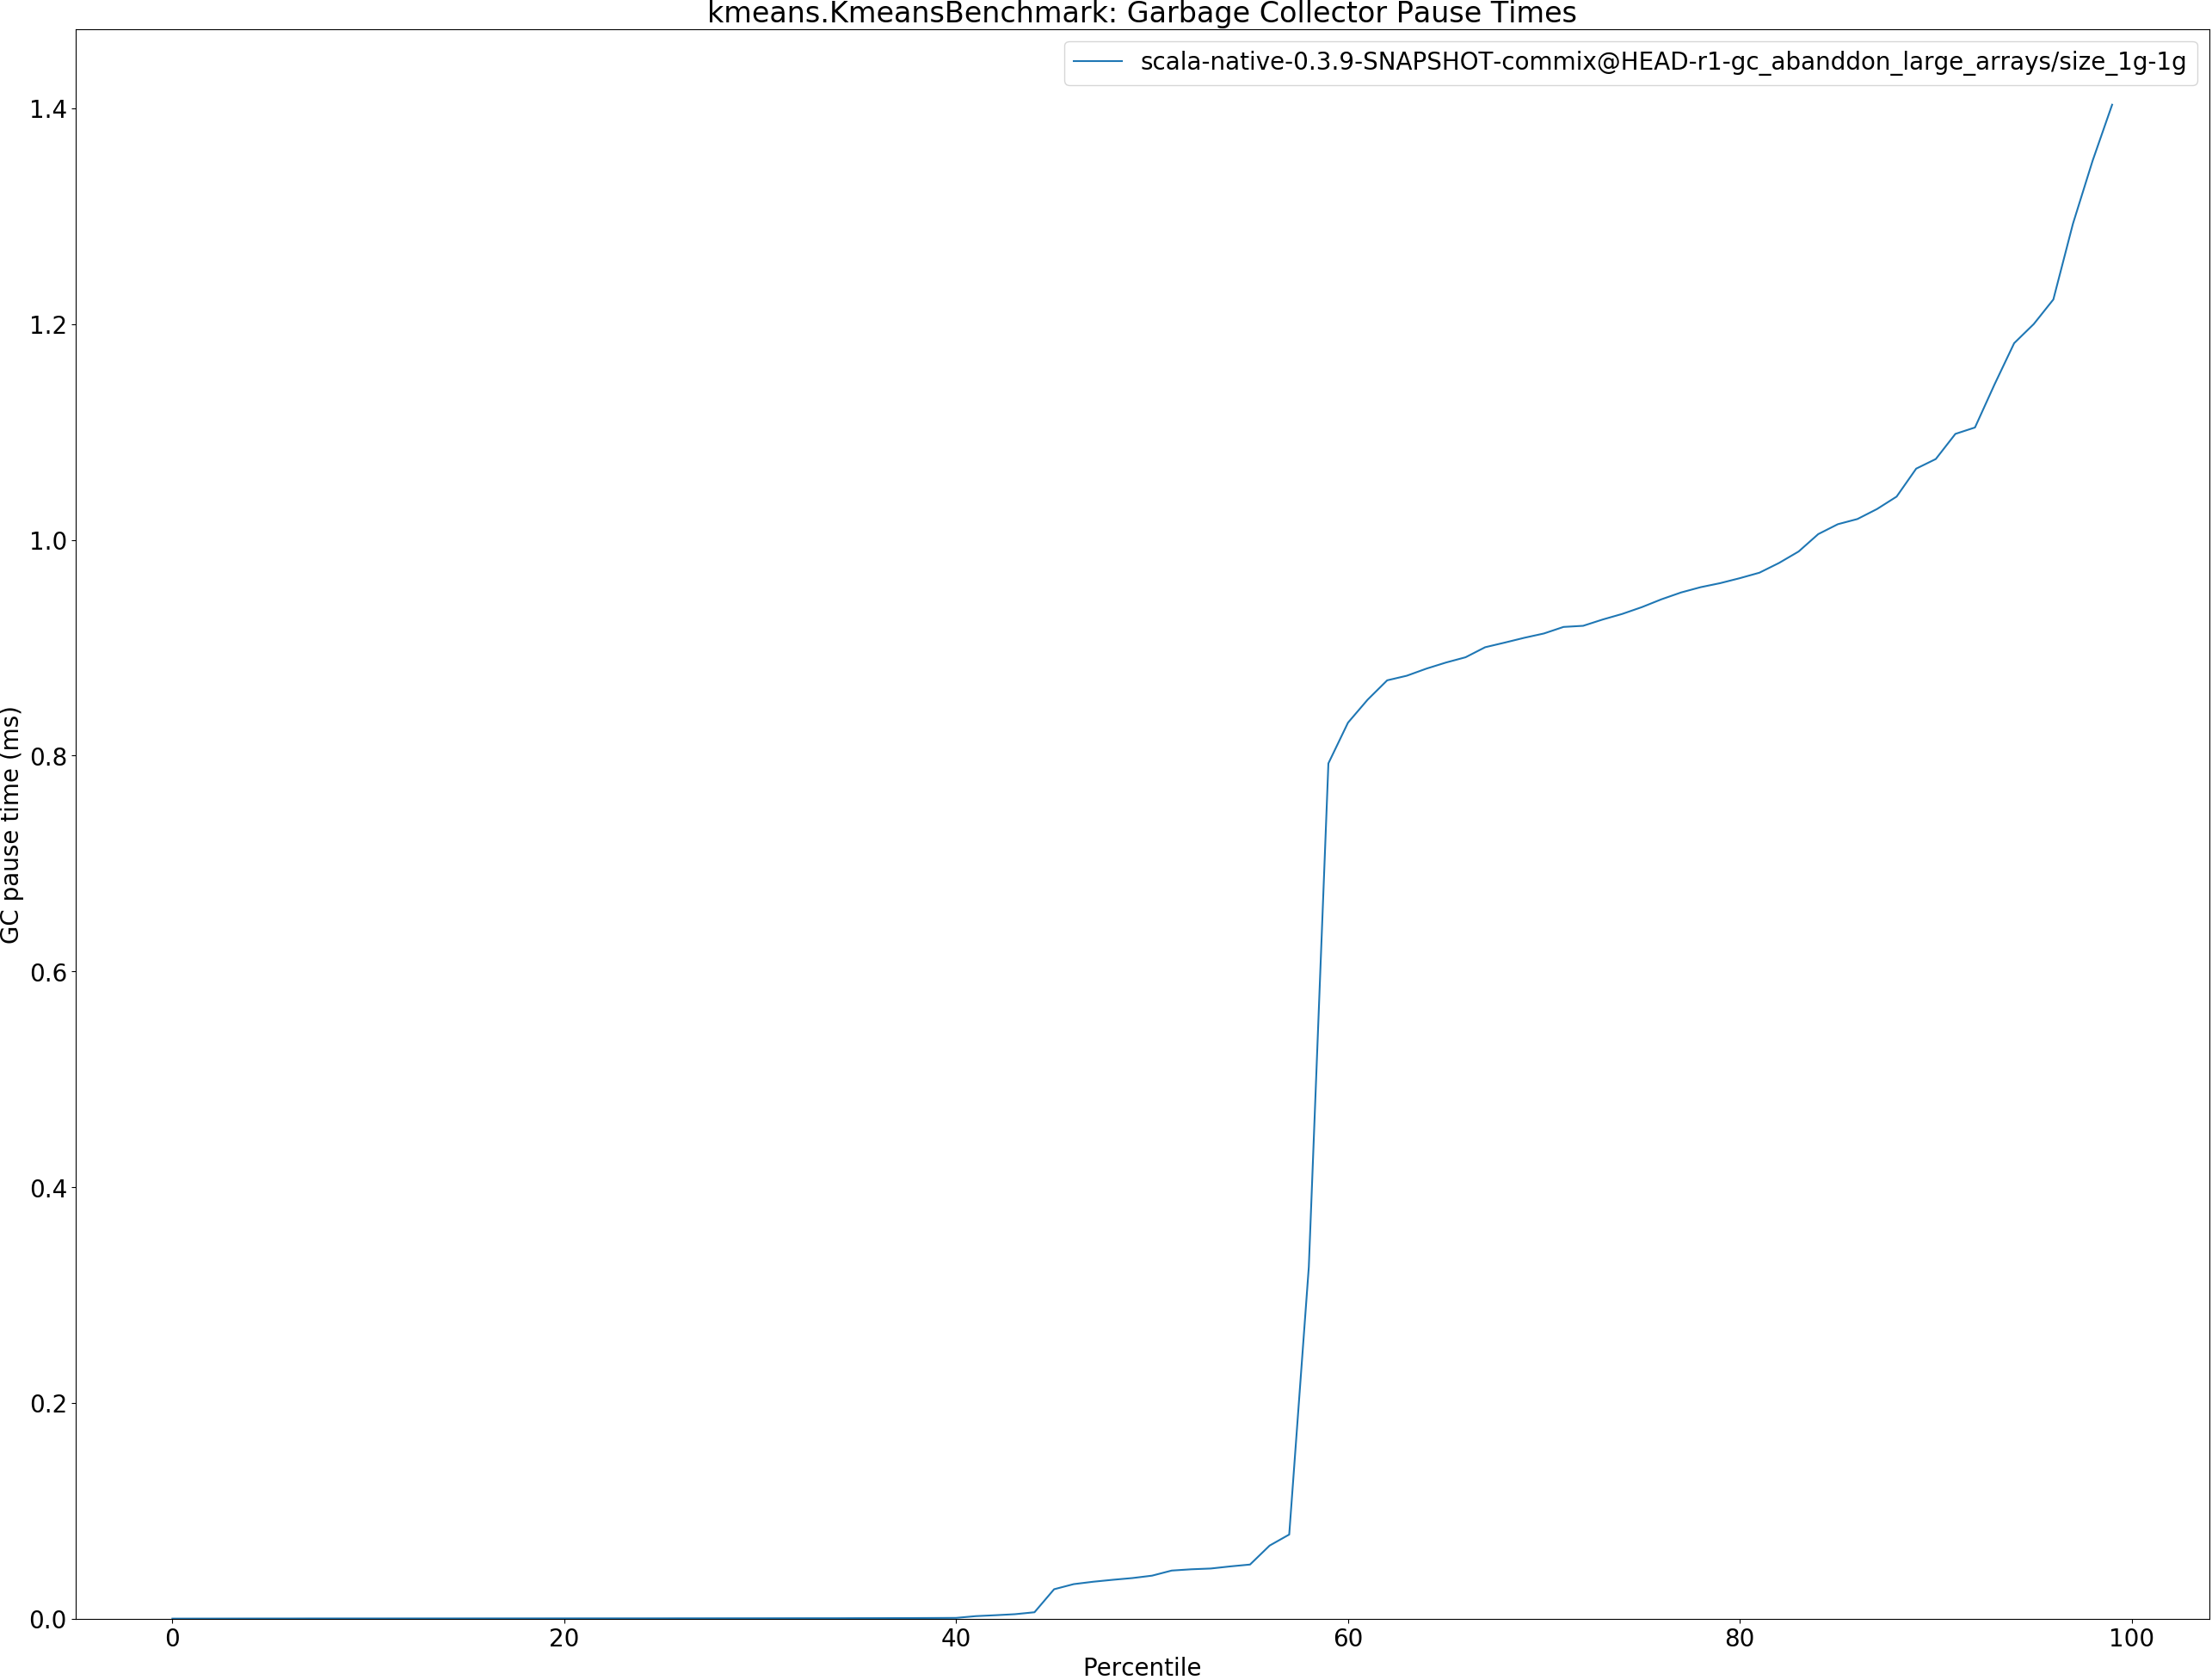 kmeans.KmeansBenchmark: Garbage Collector Pause Times
scala-native-0.3.9-SNAPSHOT-commix@HEAD-r1-gc_abanddon_large_arrays/size_1g-1g
GC pause time (ms)
1.4
1.2
1.0
0.8
0.6
0.4
0.2
0.0
0 20 40 60 80 100
Percentile